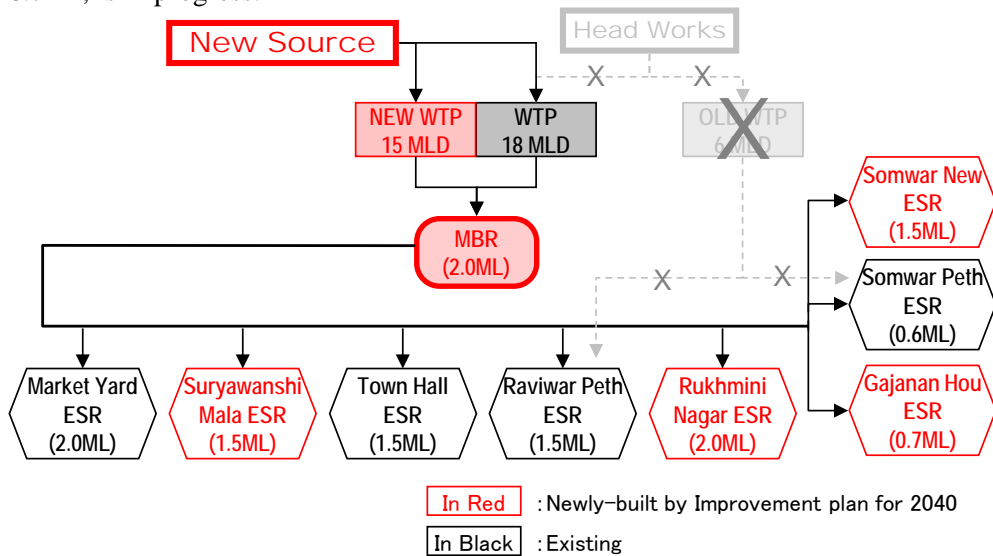 is in progress.
New Source
Head Works
X X
NEW WTP
15 MLD
WTP
18 MLD
OLD WTP
6 MLD
X
Somwar New
ESR
(1.5ML)
MBR
(2.0ML)
X X
Somwar Peth
ESR
(0.6ML)
Market Yard
ESR
(2.0ML)
Suryawanshi
Mala ESR
(1.5ML)
Town Hall
ESR
(1.5ML)
Raviwar Peth
ESR
(1.5ML)
Rukhmini
Nagar ESR
(2.0ML)
Gajanan Hou
ESR
(0.7ML)
In Red : Newly-built by Improvement plan for 2040
In Black : Existing